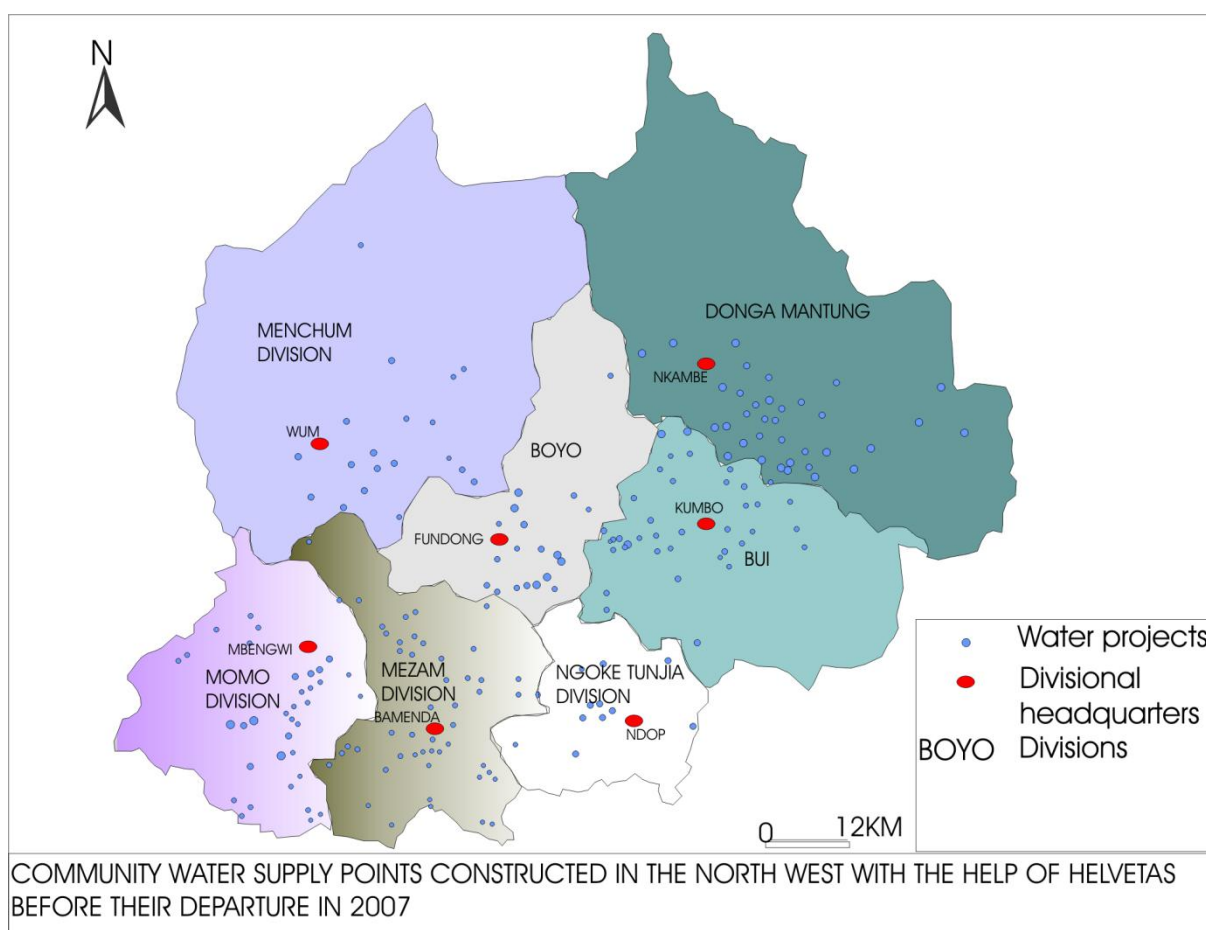 N
MENCHUM
DIVISION
DONGA MANTUNG
NKAMBE
WUM
BOYO
KUMBO
FUNDONG
BUI
MBENGWI
MOMO
DIVISION
MEZAM
DIVISION
BAMENDA
NGOKE TUNJIA
DIVISION
NDOP
Water projects
Divisional
headquarters
BOYO Divisions
0 12KM
COMMUNITY WATER SUPPLY POINTS CONSTRUCTED IN THE NORTH WEST WITH THE HELP OF HELVETAS
BEFORE THEIR DEPARTURE IN 2007